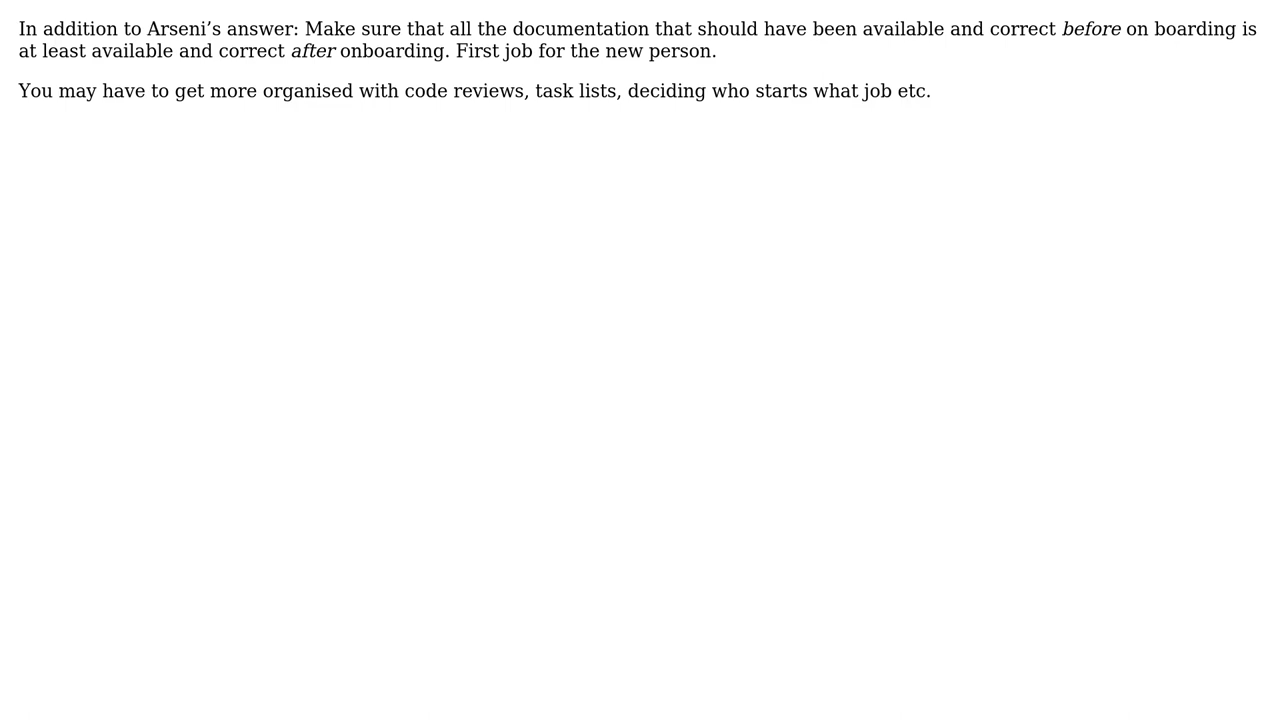 In addition to Arseni’s answer: Make sure that all the documentation that should have been available and correct before on boarding is
at least available and correct after onboarding. First job for the new person.
You may have to get more organised with code reviews, task lists, deciding who starts what job etc.